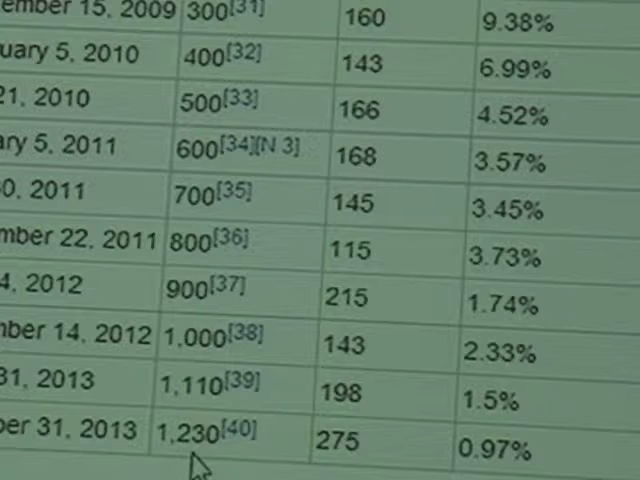 ember 15, 2009 300[31] 160 9.38%
uary 5, 2010 400[32] 143 6.99%
21, 2010 500[33] 166 4.52%
ary 5, 2011 600[34][N 3] 168 3.57%
0, 2011 700[35] 145 3.45%
mber 22, 2011 800[36] 115 3.73%
4, 2012 900[37] 215 1.74%
mber 14, 2012 1,000[38] 143 2.33%
31, 2013 1,110[39] 198 1.5%
ber 31, 2013 1,230[40] 275 0.97%